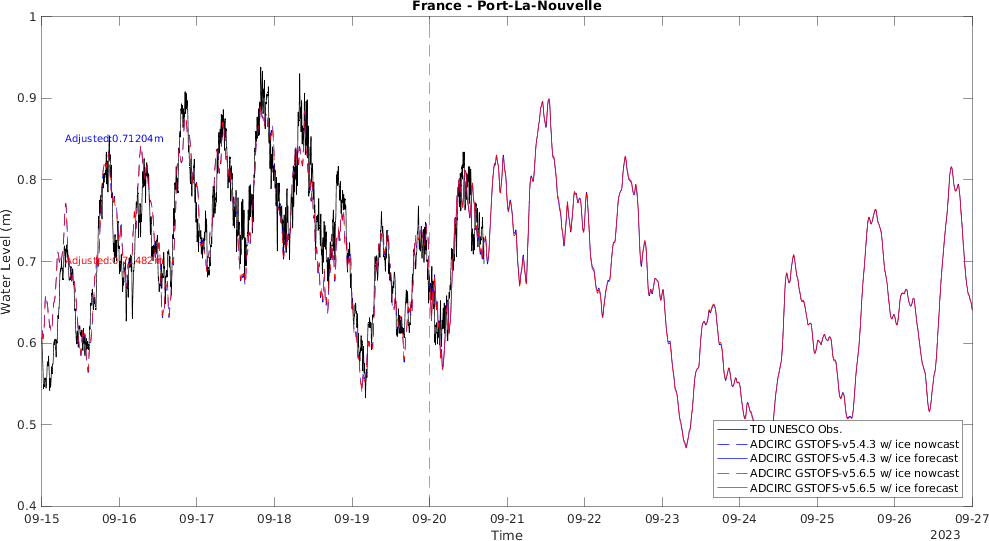 France - Port-La-Nouvelle
Water Level (m)
1
0.9
0.8
0.7
0.6
0.5
0.4
Adjusted:0.71204m
TD UNESCO Obs.
ADCIRC GSTOFS-v5.4.3 w/ ice nowcast
ADCIRC GSTOFS-v5.4.3 w/ ice forecast
ADCIRC GSTOFS-v5.6.5 w/ ice nowcast
ADCIRC GSTOFS-v5.6.5 w/ ice forecast
09-15 09-16 09-17 09-18 09-19 09-20 09-21 09-22 09-23 09-24 09-25 09-26 09-27
Time
2023